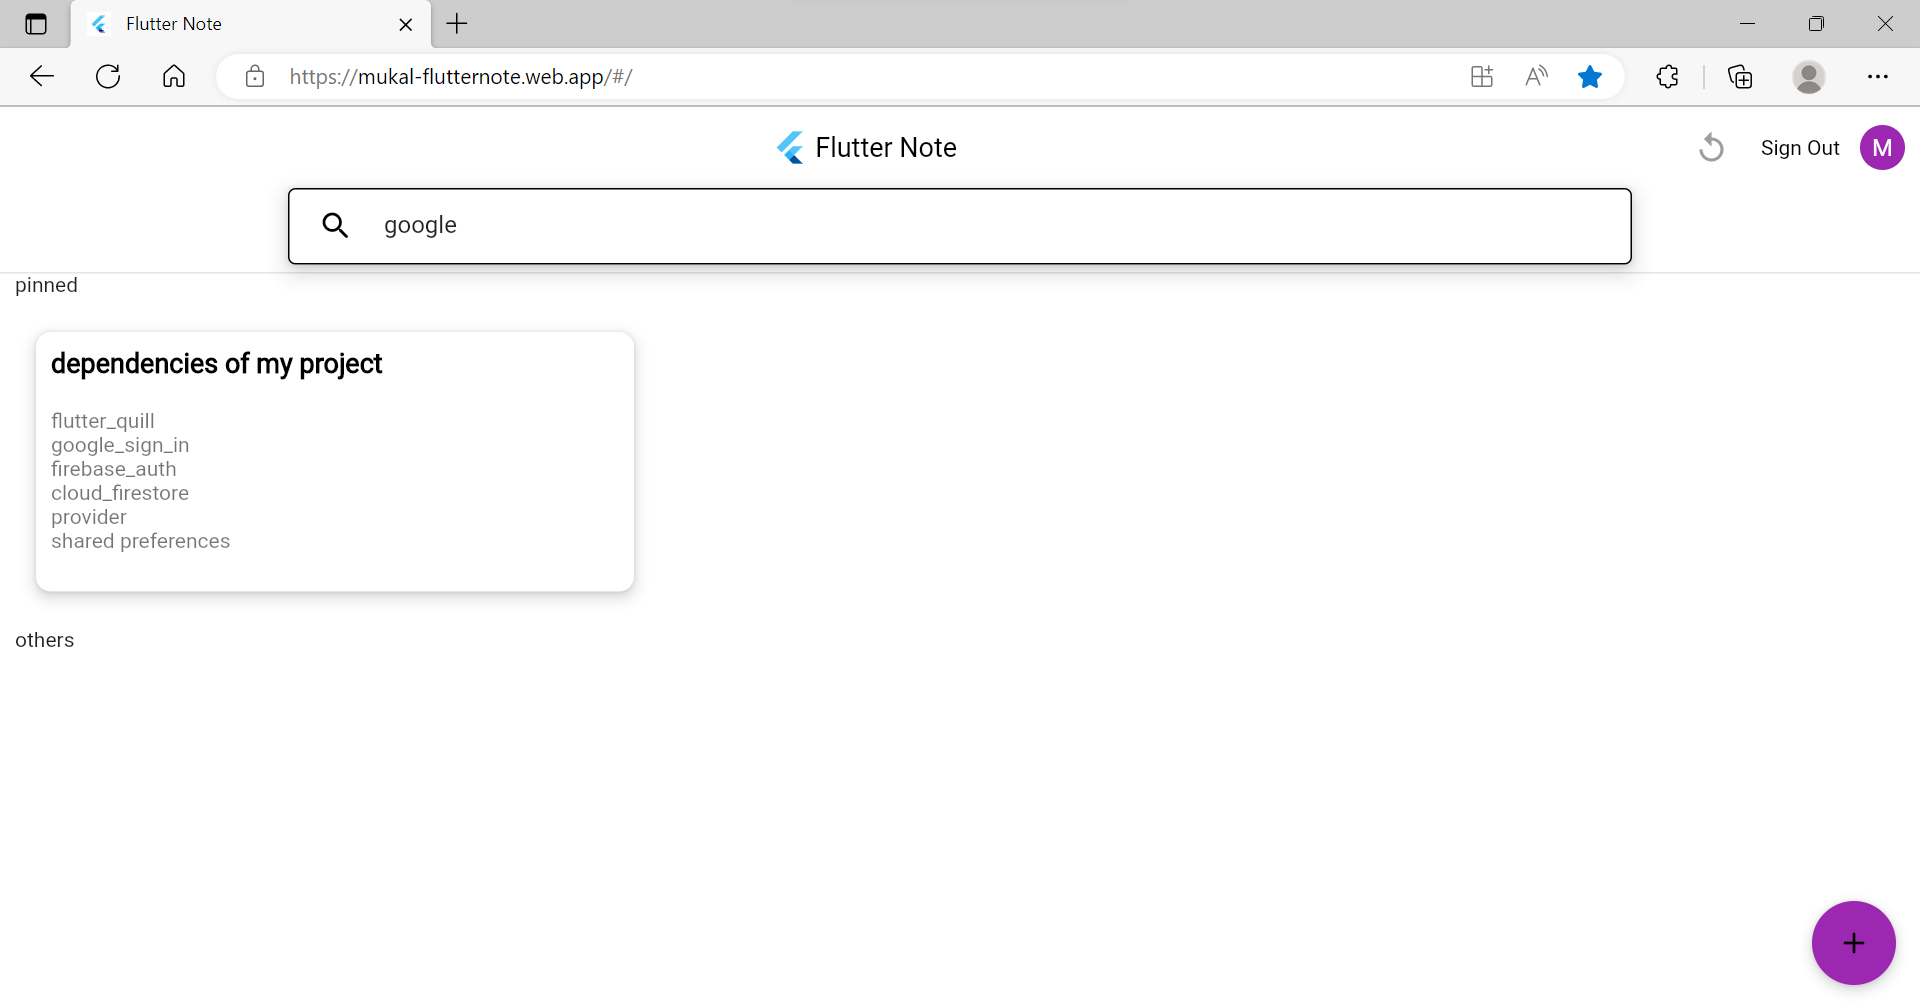 Flutter Note
https://mukal-flutternote.web.app/#/
Flutter Note
Sign Out
M
google
pinned
dependencies of my project
flutter_quill
google_sign_in
firebase_auth
cloud_firestore
provider
shared preferences
others